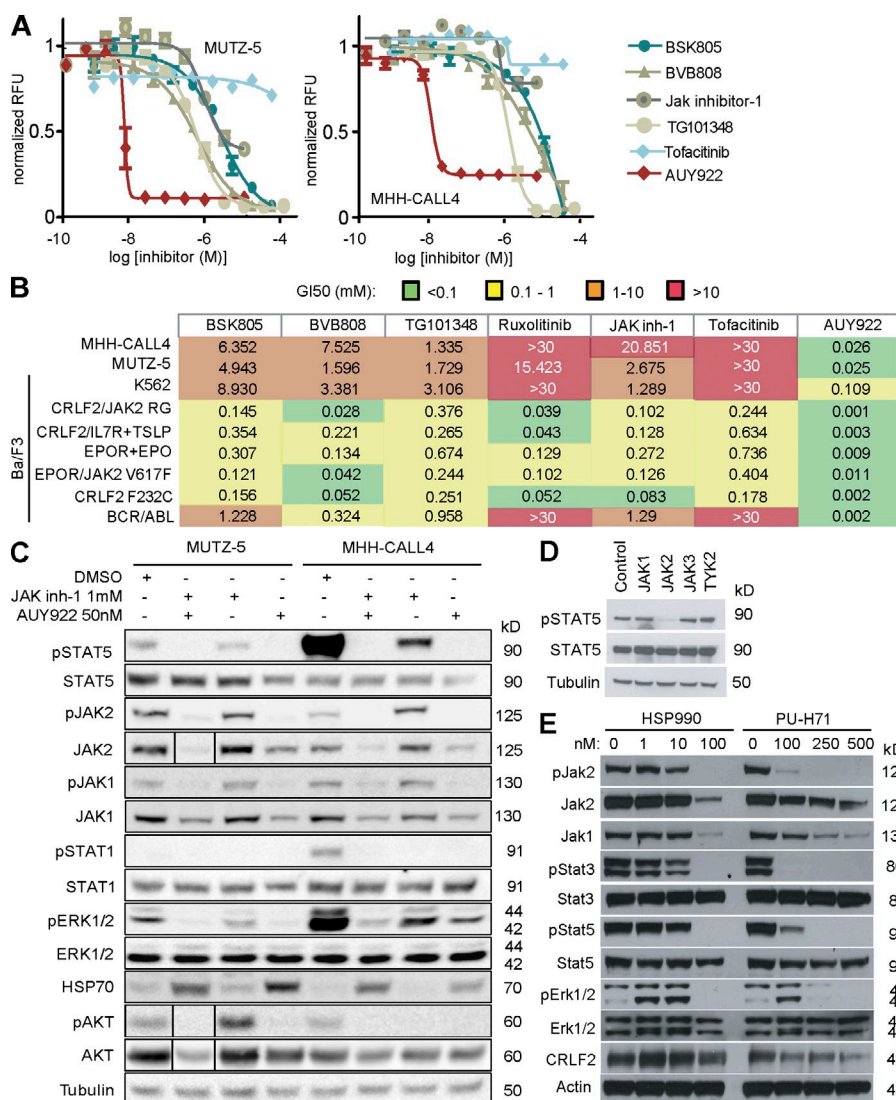 A
MUTZ-5
normalized RFU
1
0.5
0
-10
-8
-6
-4
log [inhibitor (M)]
normalized RFU
1
0.5
0
MHH-CALL4
-10
-8
-6
-4
log [inhibitor (M)]
BSK805
BVB808
Jak inhibitor-1
TG101348
Tofacitinib
AUY922
B
GI50 (mM): <0.1 0.1 - 1 1-10 >10
BSK805 BVB808 TG101348 Ruxolitinib JAK inh-1 Tofacitinib AUY922
MHH-CALL4 6.352 7.525 1.335 >30 20.851 >30 0.026
MUTZ-5 4.943 1.596 1.729 15.423 2.675 >30 0.025
K562 8.930 3.381 3.106 >30 1.289 >30 0.109
Ba/F3
CRLF2/JAK2 RG 0.145 0.028 0.376 0.039 0.102 0.244 0.001
CRLF2/IL7R+TSLP 0.354 0.221 0.265 0.043 0.128 0.634 0.003
EPOR+EPO 0.307 0.134 0.674 0.129 0.272 0.736 0.009
EPOR/JAK2 V617F 0.121 0.042 0.244 0.102 0.126 0.404 0.011
CRLF2 F232C 0.156 0.052 0.251 0.052 0.083 0.178 0.002
BCR/ABL 1.228 0.324 0.958 >30 1.29 >30 0.002
C
MUTZ-5 MHH-CALL4
DMSO + - - - + - - -
JAK inh-1 1mM - + + - - + + -
AUY922 50nM - + - + - + - +
kD
pSTAT5 90
STAT5 90
pJAK2 125
JAK2 125
pJAK1 130
JAK1 130
pSTAT1 91
STAT1 91
pERK1/2 44
42
ERK1/2 44
42
HSP70 70
pAKT 60
AKT 60
Tubulin 50
D
Control JAK1 JAK2 JAK3 TYK2
kD
pSTAT5 90
STAT5 90
Tubulin 50
E
HSP990 PU-H71
nM: 0 1 10 100 0 100 250 500
pJak2 12
Jak2 12
Jak1 13
pStat3 8
Stat3 8
pStat5 9
Stat5 9
pErk1/2 4
4
Erk1/2 4
4
CRLF2 4
Actin 4